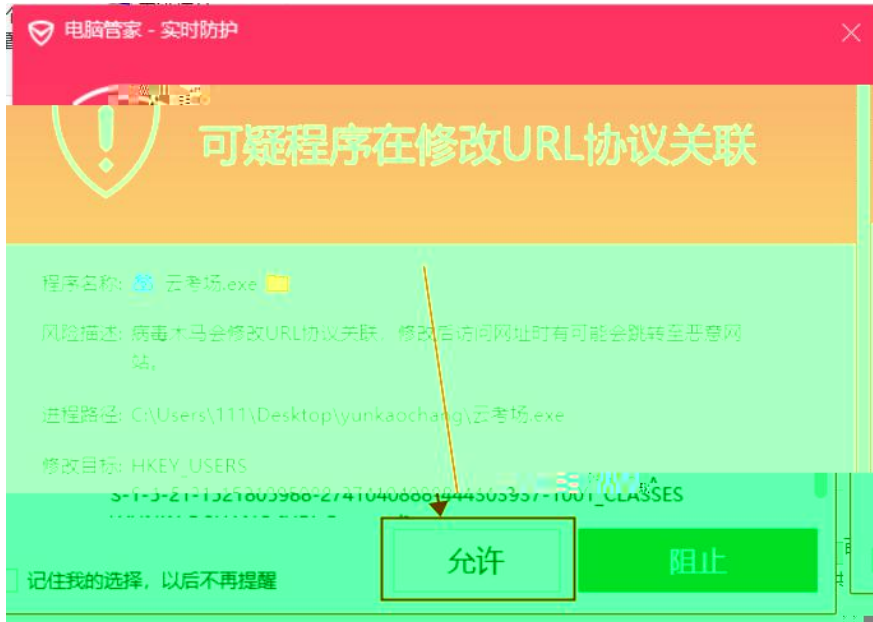 电脑管家 - 实时防护
可疑程序在修改URL协议关联
程序名称: 云考场.exe
风险描述: 病毒木马会修改URL协议关联，修改后访问网址时有可能会跳转至恶意网
站。
进程路径: C:\Users\111\Desktop\yunkaochang\云考场.exe
修改目标: HKEY_USERS
允许
阻止
记住我的选择，以后不再提醒